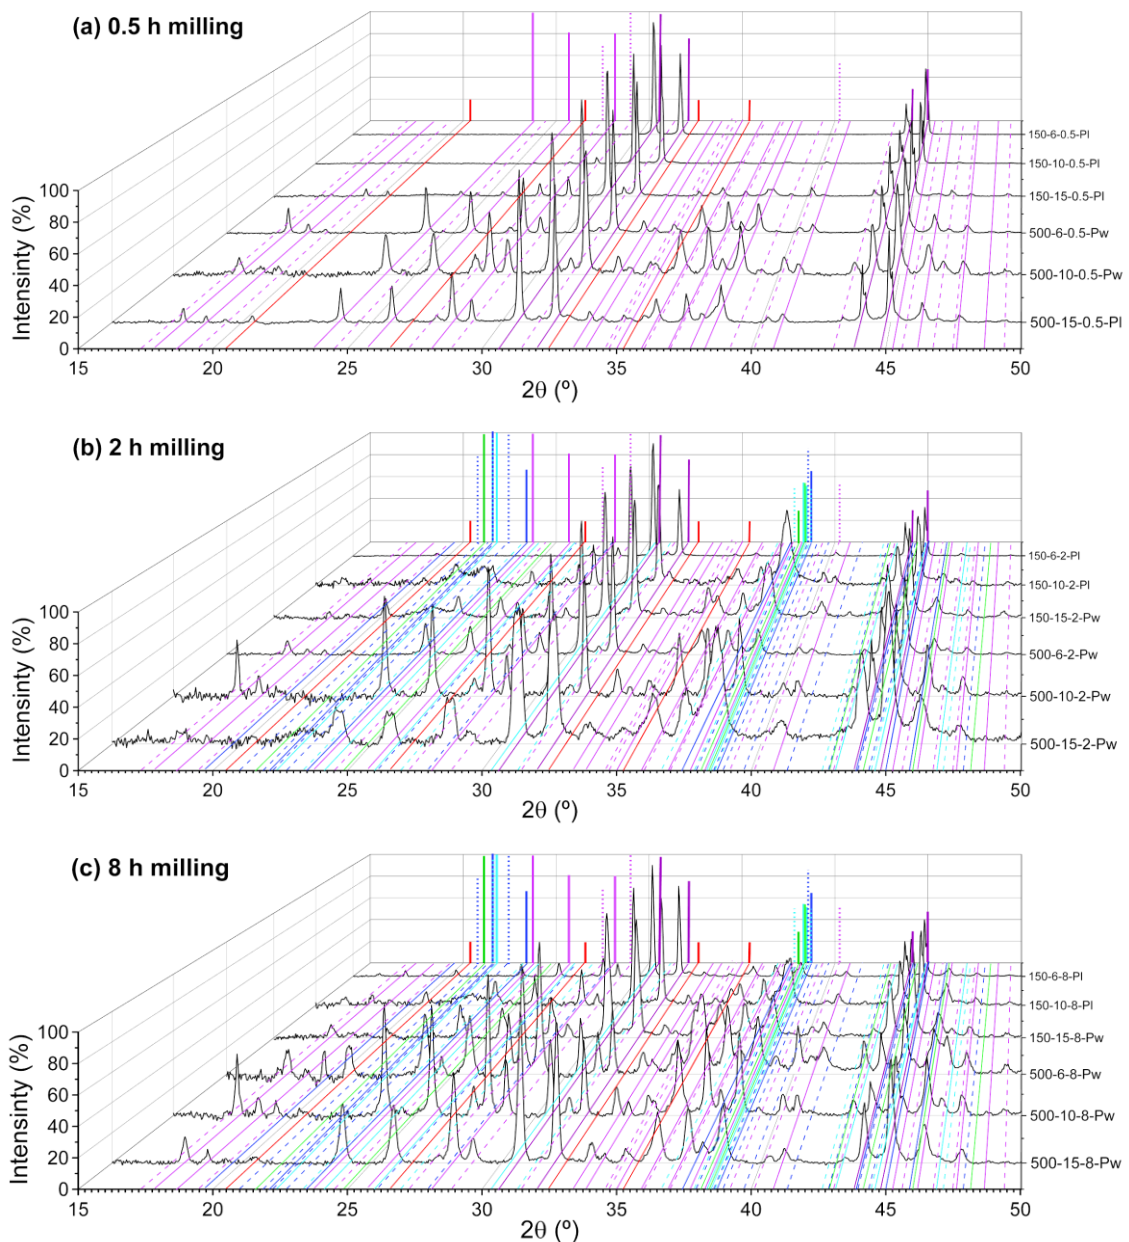 (a) 0.5 h milling
150-6-0.5-Pl
150-10-0.5-Pl
150-15-0.5-Pl
500-6-0.5-Pw
500-10-0.5-Pw
500-15-0.5-Pl
Intensinty (%)
100
80
60
40
20
0
15 20 25 30 35 40 45 50
2θ (º)
(b) 2 h milling
150-6-2-Pl
150-10-2-Pl
150-15-2-Pw
500-6-2-Pw
500-10-2-Pw
500-15-2-Pw
Intensinty (%)
100
80
60
40
20
0
15 20 25 30 35 40 45 50
2θ (º)
(c) 8 h milling
150-6-8-Pl
150-10-8-Pl
150-15-8-Pw
500-6-8-Pw
500-10-8-Pw
500-15-8-Pw
Intensinty (%)
100
80
60
40
20
0
15 20 25 30 35 40 45 50
2θ (º)